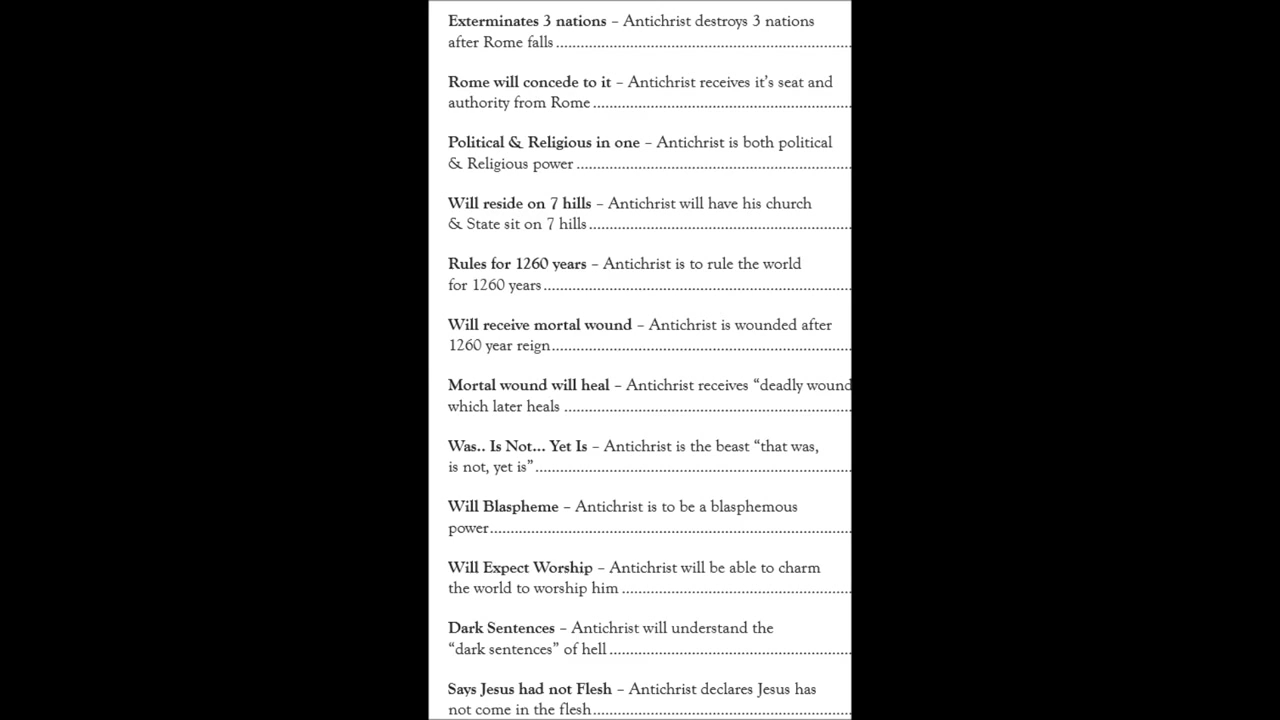 Exterminates 3 nations – Antichrist destroys 3 nations
after Rome falls ........................................................................
Rome will concede to it – Antichrist receives it's seat and
authority from Rome ...............................................................
Political & Religious in one – Antichrist is both political
& Religious power ...................................................................
Will reside on 7 hills – Antichrist will have his church
& State sit on 7 hills ................................................................
Rules for 1260 years – Antichrist is to rule the world
for 1260 years ...........................................................................
Will receive mortal wound – Antichrist is wounded after
1260 year reign.........................................................................
Mortal wound will heal – Antichrist receives “deadly wound
which later heals ......................................................................
Was.. Is Not... Yet Is – Antichrist is the beast “that was,
is not, yet is” .............................................................................
Will Blaspheme – Antichrist is to be a blasphemous
power........................................................................................
Will Expect Worship – Antichrist will be able to charm
the world to worship him ........................................................
Dark Sentences – Antichrist will understand the
“dark sentences” of hell ...........................................................
Says Jesus had not Flesh – Antichrist declares Jesus has
not come in the flesh...............................................................